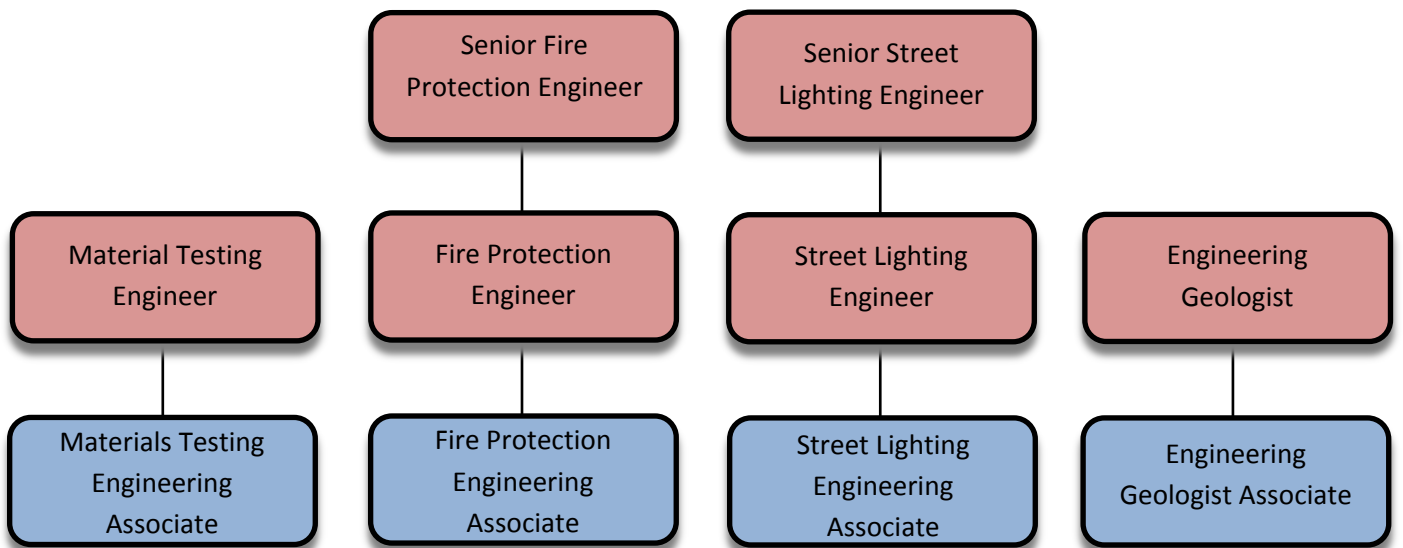 Senior Fire
Protection Engineer
Senior Street
Lighting Engineer
Material Testing
Engineer
Fire Protection
Engineer
Street Lighting
Engineer
Engineering
Geologist
Materials Testing
Engineering
Associate
Fire Protection
Engineering
Associate
Street Lighting
Engineering
Associate
Engineering
Geologist Associate